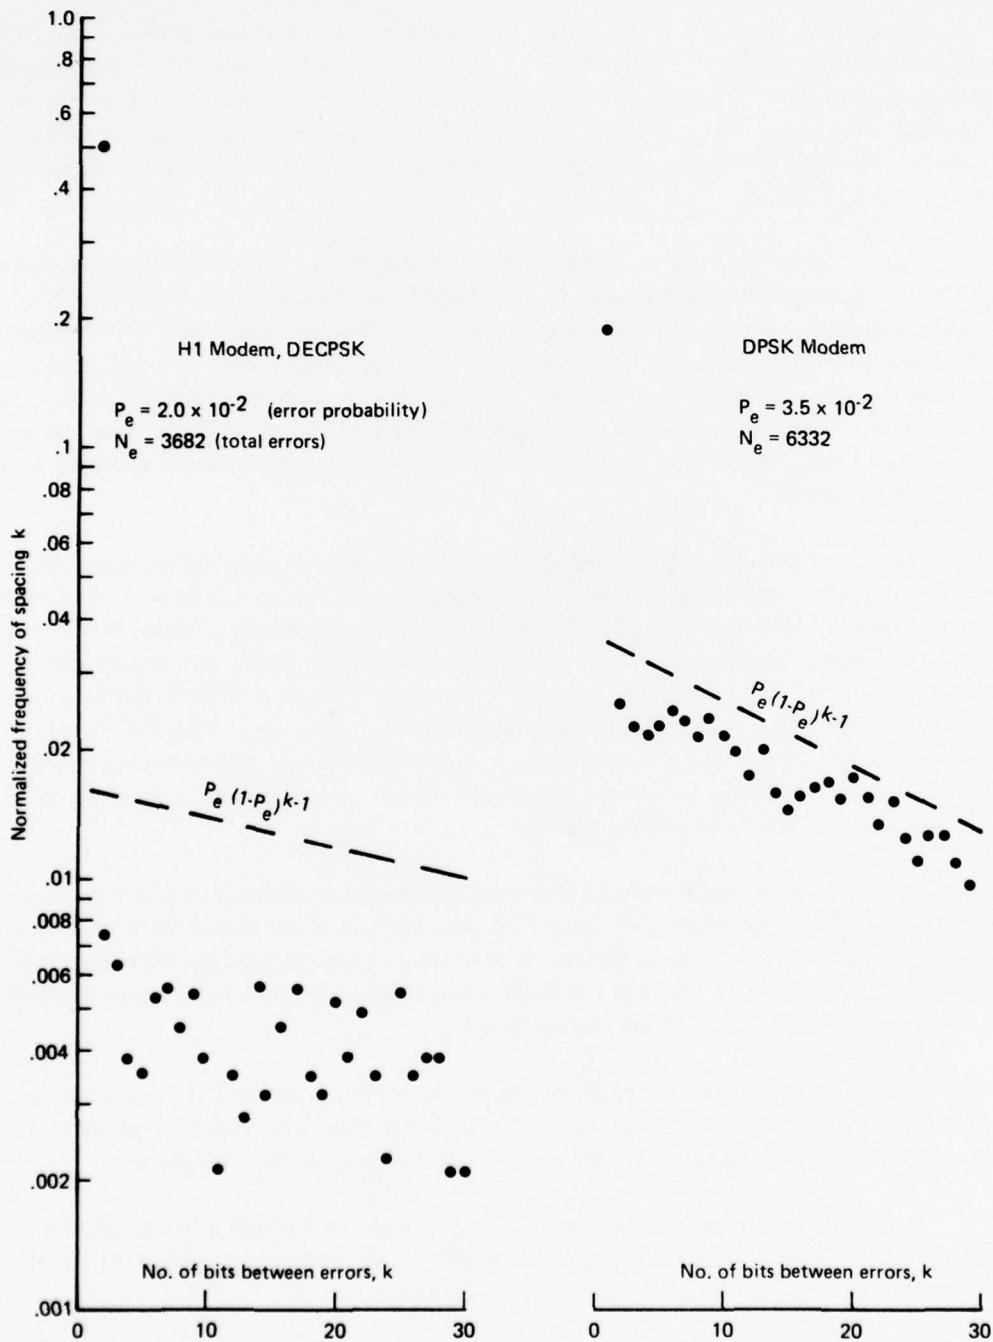 Normalized frequency of spacing k
1.0
.8
.6
.4
.2
.1
.08
.06
.04
.02
.01
.008
.006
.004
.002
.001
H1 Modem, DECPSK
P_e = 2.0 x 10^-2 (error probability)
N_e = 3682 (total errors)
P_e (1-P_e)^k-1
No. of bits between errors, k
0 10 20 30
DPSK Modem
P_e = 3.5 x 10^-2
N_e = 6332
P_e (1-P_e)^k-1
No. of bits between errors, k
0 10 20 30